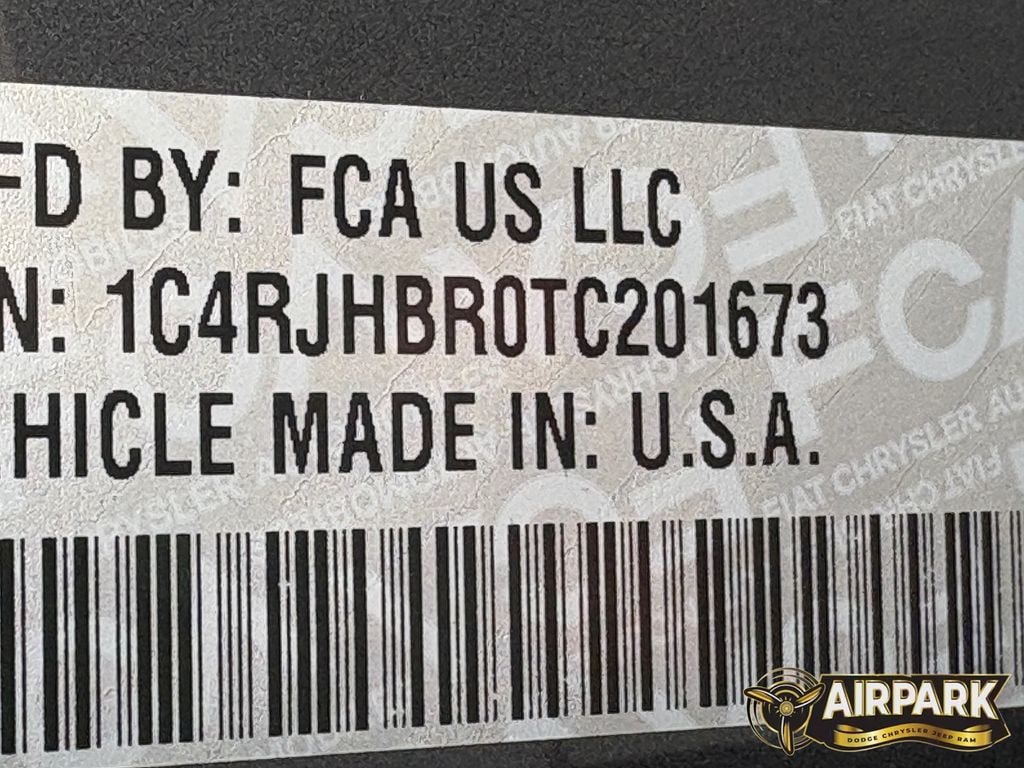 FD BY: FCA US LLC
N: 1C4RJHBR0TC201673
HICLE MADE IN: U.S.A.
AIRPARK
DODGE CHRYSLER JEEP RAM